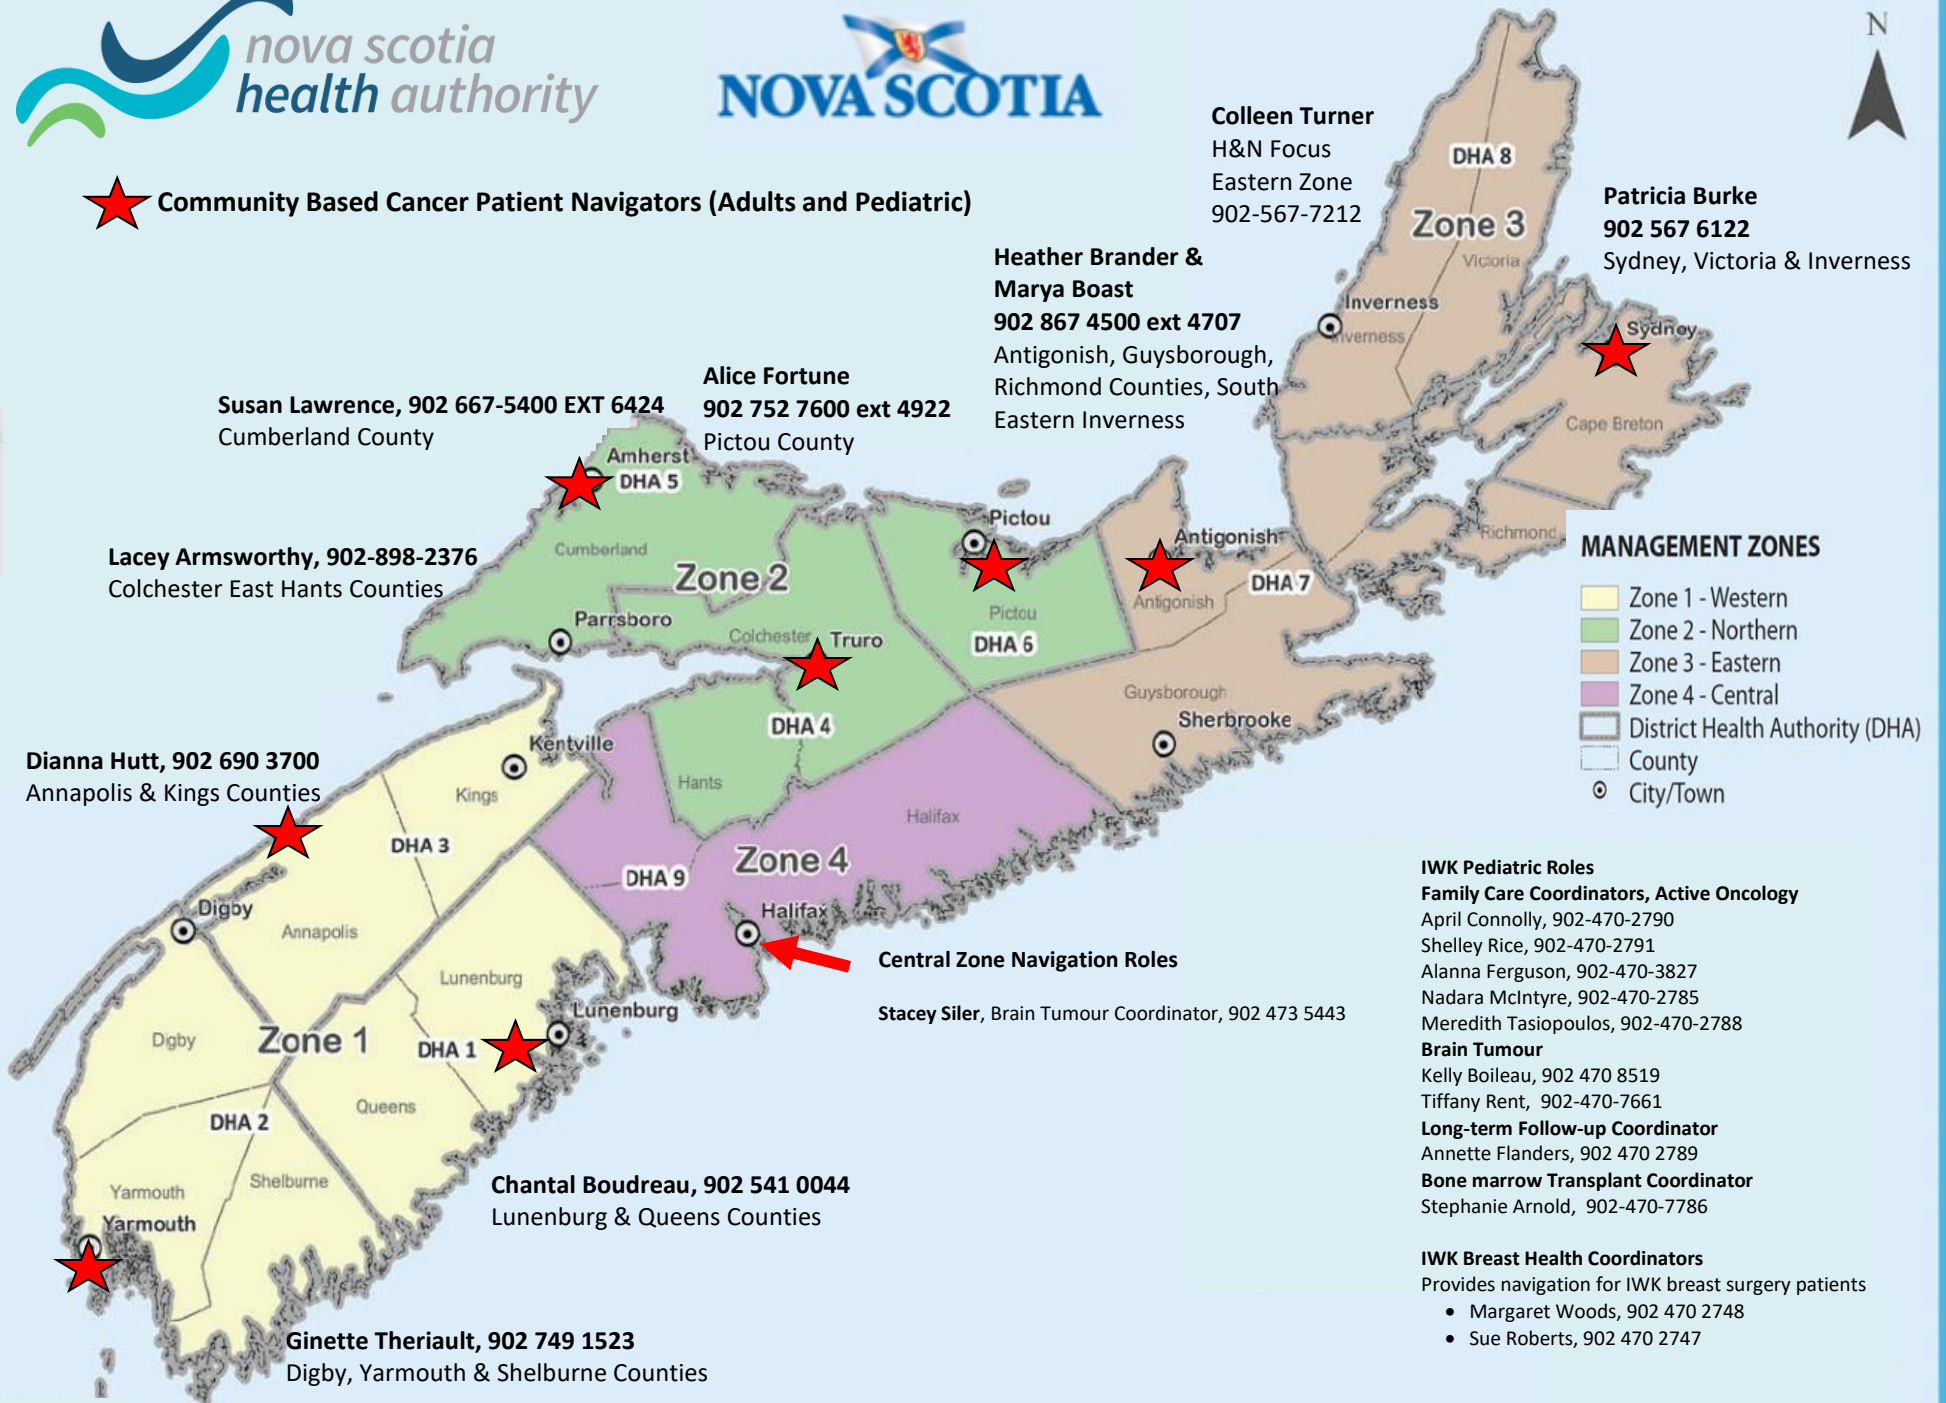 nova scotia
health authority
NOVA SCOTIA
N
Community Based Cancer Patient Navigators (Adults and Pediatric)
Colleen Turner
H&N Focus
Eastern Zone
902-567-7212
Patricia Burke
902 567 6122
Sydney, Victoria & Inverness
Heather Brander &
Marya Boast
902 867 4500 ext 4707
Antigonish, Guysborough,
Richmond Counties, South
Eastern Inverness
Alice Fortune
902 752 7600 ext 4922
Pictou County
Susan Lawrence, 902 667-5400 EXT 6424
Cumberland County
Lacey Armsworthy, 902-898-2376
Colchester East Hants Counties
Dianna Hutt, 902 690 3700
Annapolis & Kings Counties
DHA 8
Zone 3
Victoria
Inverness
Inverness
Sydney
Cape Breton
Richmond
Amherst
DHA 5
Cumberland
Zone 2
Parrsboro
Colchester
Truro
Pictou
Pictou
DHA 6
Antigonish
Antigonish
DHA 7
Guysborough
Sherbrooke
DHA 4
Hants
Kentville
Kings
DHA 3
Halifax
Zone 4
DHA 9
Halifax
Digby
Annapolis
Lunenburg
Lunenburg
Digby
Zone 1
DHA 1
Queens
DHA 2
Shelburne
Yarmouth
Yarmouth
MANAGEMENT ZONES
Zone 1 - Western
Zone 2 - Northern
Zone 3 - Eastern
Zone 4 - Central
District Health Authority (DHA)
County
City/Town
Central Zone Navigation Roles
Stacey Siler, Brain Tumour Coordinator, 902 473 5443
Chantal Boudreau, 902 541 0044
Lunenburg & Queens Counties
Ginette Theriault, 902 749 1523
Digby, Yarmouth & Shelburne Counties
IWK Pediatric Roles
Family Care Coordinators, Active Oncology
April Connolly, 902-470-2790
Shelley Rice, 902-470-2791
Alanna Ferguson, 902-470-3827
Nadara McIntyre, 902-470-2785
Meredith Tasiopoulos, 902-470-2788
Brain Tumour
Kelly Boileau, 902 470 8519
Tiffany Rent, 902-470-7661
Long-term Follow-up Coordinator
Annette Flanders, 902 470 2789
Bone marrow Transplant Coordinator
Stephanie Arnold, 902-470-7786
IWK Breast Health Coordinators
Provides navigation for IWK breast surgery patients
• Margaret Woods, 902 470 2748
• Sue Roberts, 902 470 2747